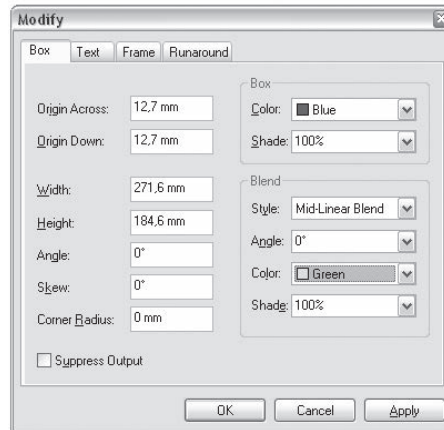 Modify
Box Text Frame Runaround
Origin Across: 12,7 mm
Origin Down: 12,7 mm
Width: 271,6 mm
Height: 184,6 mm
Angle: 0°
Skew: 0°
Corner Radius: 0 mm
Suppress Output
Box
Color: Blue
Shade: 100%
Blend
Style: Mid-Linear Blend
Angle: 0°
Color: Green
Shade: 100%
OK Cancel Apply